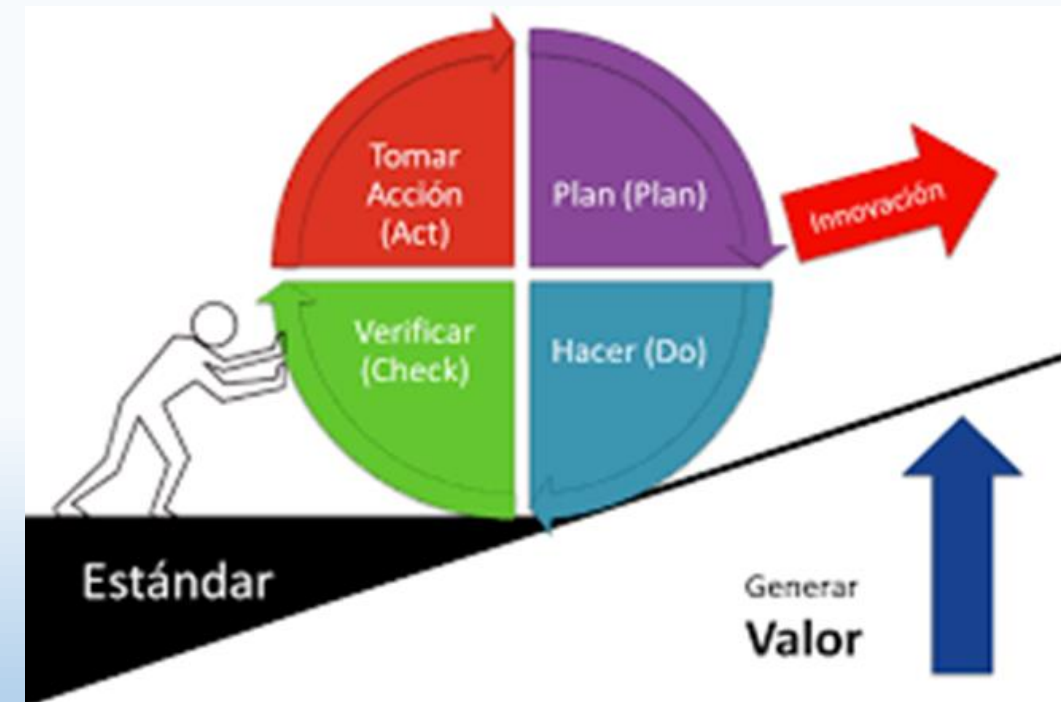 Tomar
Acción
(Act)
Plan (Plan)
Innovación
Verificar
(Check)
Hacer (Do)
Estándar
Generar
Valor